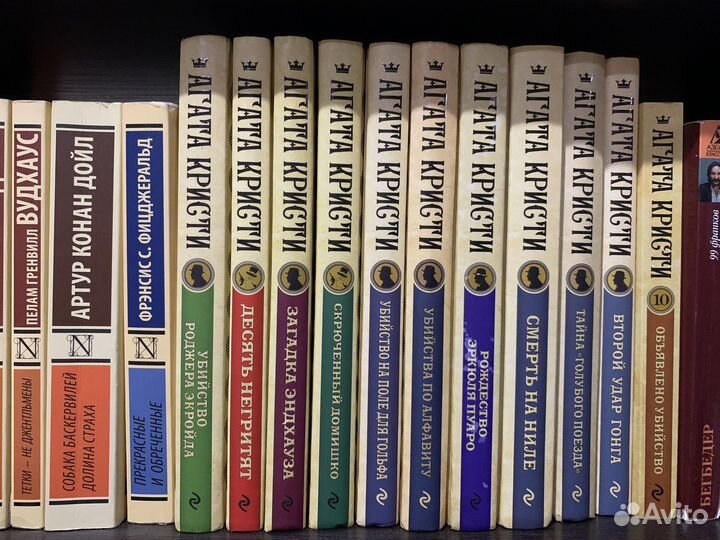 ПЕЛАМ ГРЕНВИЛЛ ВУДХАУС
ТЕТКИ — НЕ ДЖЕНТЛЬМЕНЫ
АРТУР КОНАН ДОЙЛ
СОБАКА БАСКЕРВИЛЕЙ
ДОЛИНА СТРАХА
ФРЭНСИС С. ФИЦДЖЕРАЛЬД
ПРЕКРАСНЫЕ
И ОБРЕЧЕННЫЕ
АГАТА КРИСТИ
УБИЙСТВО
РОДЖЕРА ЭКРОЙДА
АГАТА КРИСТИ
ДЕСЯТЬ НЕГРИТЯТ
АГАТА КРИСТИ
ЗАГАДКА ЭНДХАУЗА
АГАТА КРИСТИ
СКРЮЧЕННЫЙ ДОМИШКО
АГАТА КРИСТИ
УБИЙСТВО НА ПОЛЕ ДЛЯ ГОЛЬФА
АГАТА КРИСТИ
УБИЙСТВА ПО АЛФАВИТУ
АГАТА КРИСТИ
РОЖДЕСТВО
ЭРКЮЛЯ ПУАРО
АГАТА КРИСТИ
СМЕРТЬ НА НИЛЕ
АГАТА КРИСТИ
ТАЙНА «ГОЛУБОГО ПОЕЗДА»
АГАТА КРИСТИ
ВТОРОЙ УДАР ГОНГА
АГАТА КРИСТИ
10
ОБЪЯВЛЕНО УБИЙСТВО
99 франков
БЕГБЕДЕР
Avito